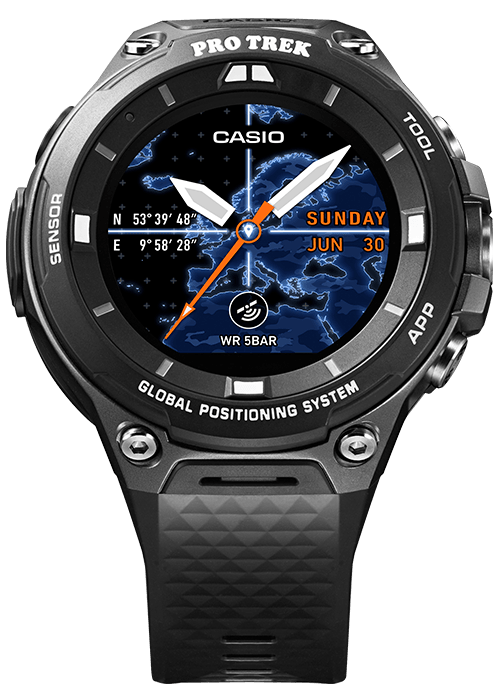 PRO TREK
TOOL
CASIO
N 53° 39' 48"
E 9° 58' 28"
SUNDAY
JUN 30
SENSOR
APP
WR 5BAR
GLOBAL POSITIONING SYSTEM